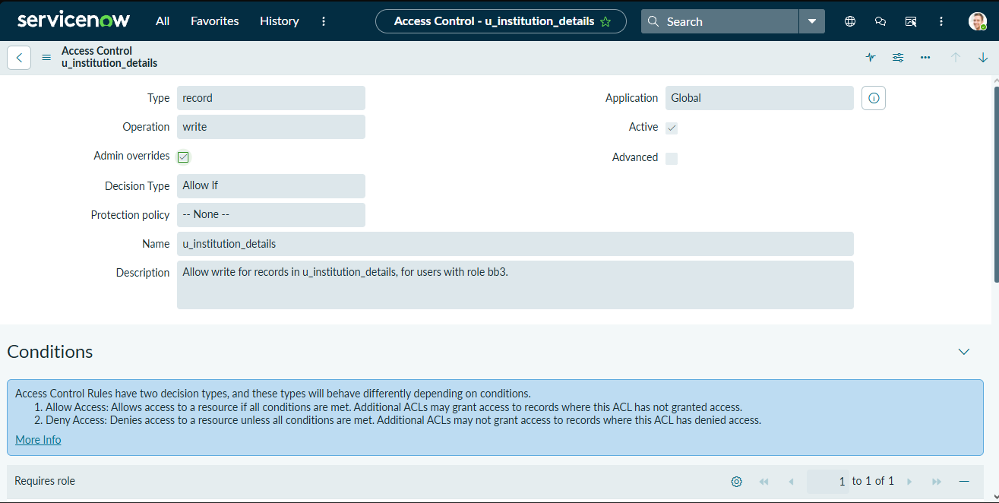 servicenow All Favorites History Access Control - u_institution_details Search
Access Control
u_institution_details
Type record Application Global
Operation write Active
Admin overrides Advanced
Decision Type Allow If
Protection policy -- None --
Name u_institution_details
Description Allow write for records in u_institution_details, for users with role bb3.
Conditions
Access Control Rules have two decision types, and these types will behave differently depending on conditions.
1. Allow Access: Allows access to a resource if all conditions are met. Additional ACLs may grant access to records where this ACL has not granted access.
2. Deny Access: Denies access to a resource unless all conditions are met. Additional ACLs may not grant access to records where this ACL has denied access.
More Info
Requires role 1 to 1 of 1